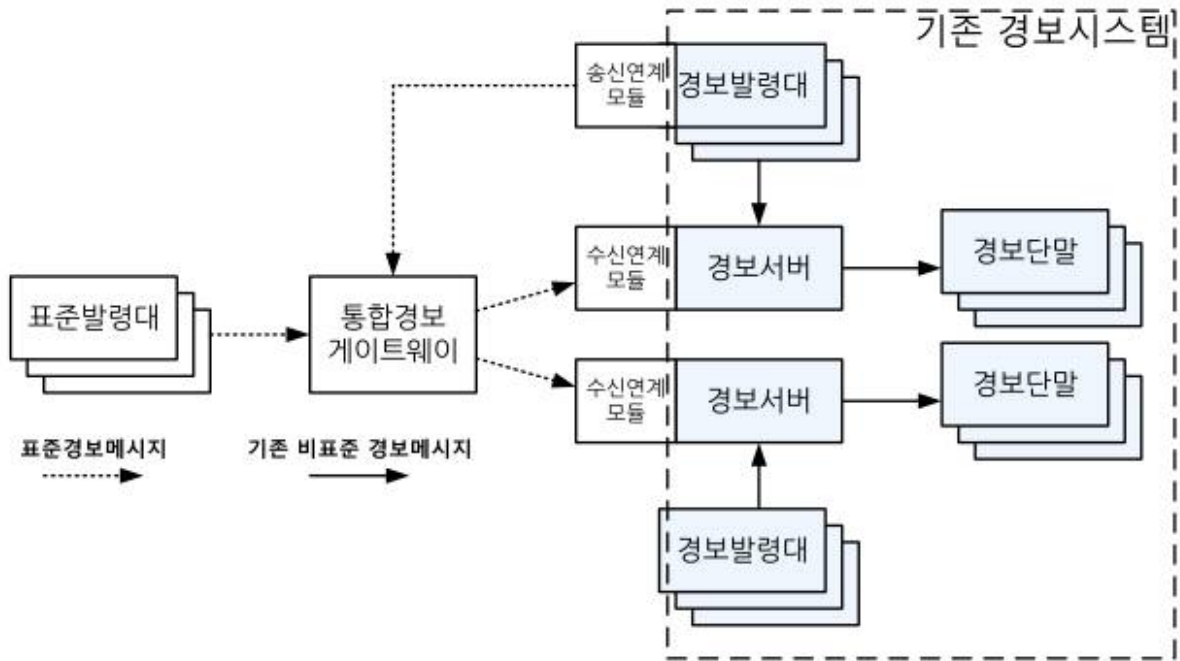 기존 경보시스템
송신연계
모듈
경보발령대
수신연계
모듈
경보서버
경보단말
표준발령대
통합경보
게이트웨이
수신연계
모듈
경보서버
경보단말
표준경보메시지
기존 비표준 경보메시지
경보발령대